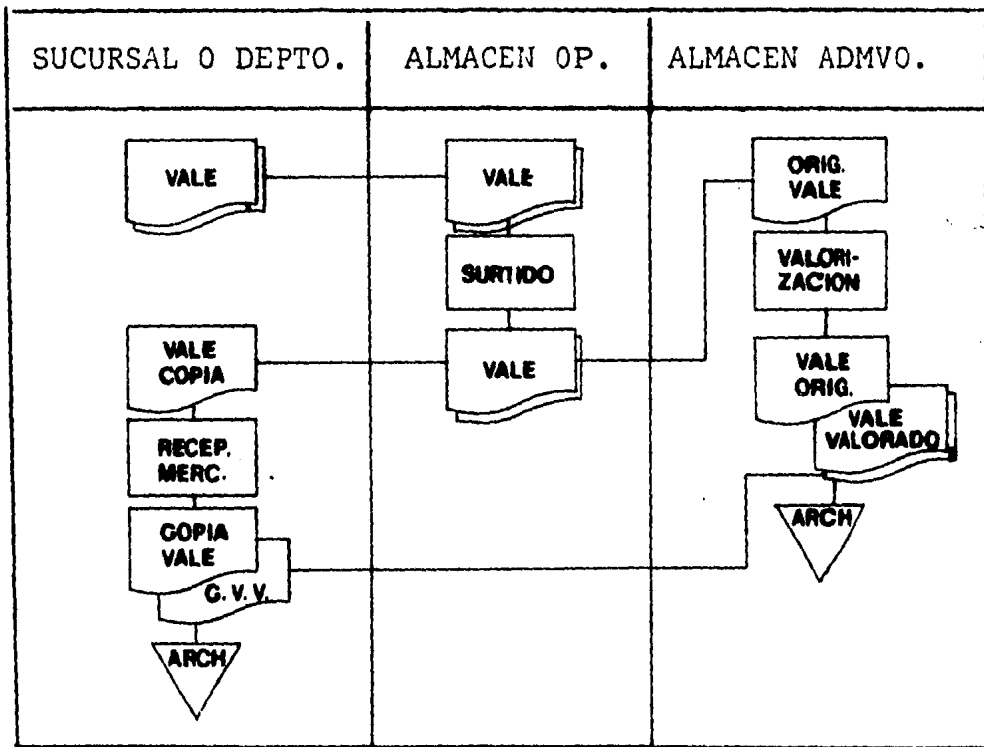 SUCURSAL O DEPTO.
ALMACEN OP.
ALMACEN ADMVO.
VALE
VALE
ORIG.
VALE
SURTIDO
VALORI-
ZACION
VALE
COPIA
VALE
VALE
ORIG.
VALE
VALORADO
RECEP.
MERC.
COPIA
VALE
C. V. V.
ARCH
ARCH